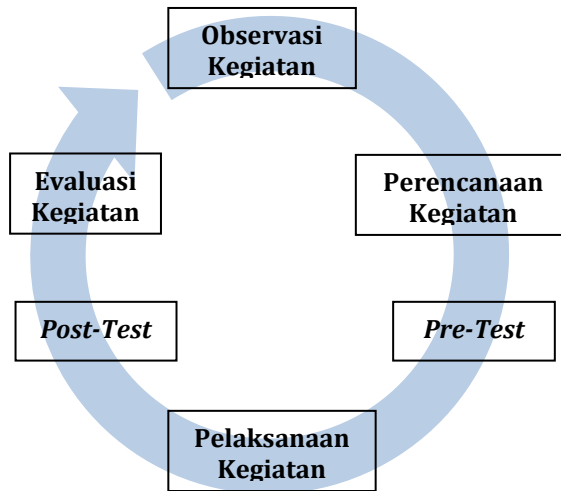 Observasi
Kegiatan
Perencanaan
Kegiatan
Pre-Test
Pelaksanaan
Kegiatan
Post-Test
Evaluasi
Kegiatan